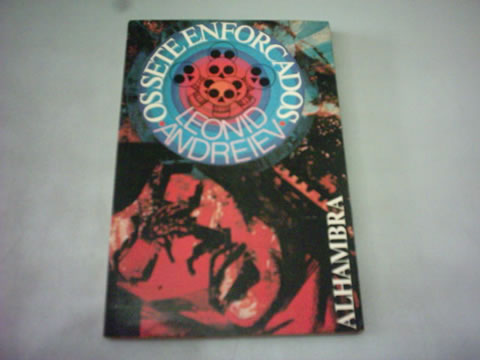 OS SETE ENFORCADOS
LEONID
ANDREIEV
ALHAMBRA